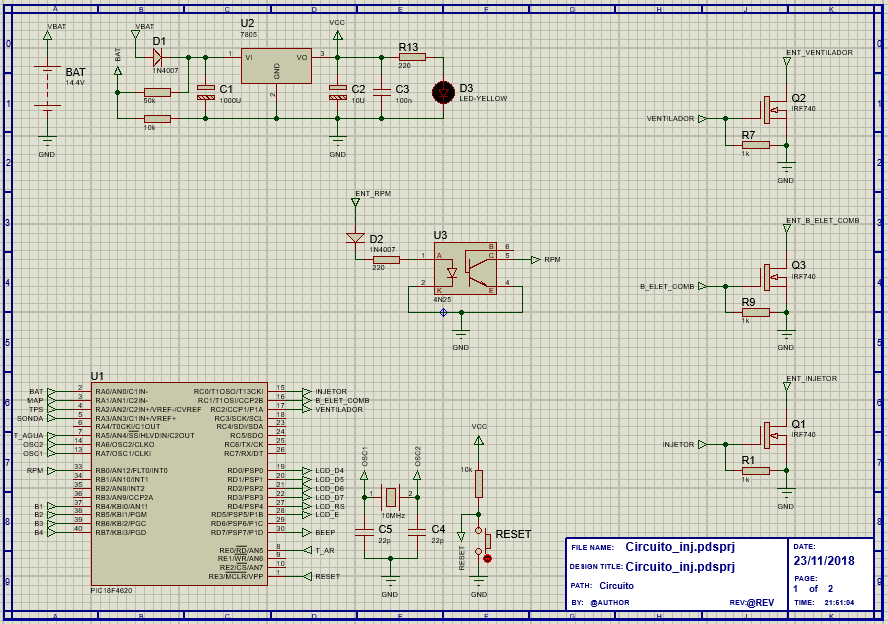 A B C D E F G H J K
0
1
2
3
4
5
6
7
8
9
VBAT
BAT
14.4V
GND
VBAT
D1
1N4007
BAT
50k
10k
C1
1000U
U2
7805
1 VI VO 3
GND
2
VCC
C2
10U
C3
100n
GND
R13
220
D3
LED-YELLOW
ENT_VENTILADOR
Q2
IRF740
VENTILADOR
R7
1k
GND
ENT_RPM
D2
1N4007
220
U3
1 A B 6
C 5
2 K E 4
4N25
RPM
GND
ENT_B_ELET_COMB
Q3
IRF740
B_ELET_COMB
R9
1k
GND
ENT_INJETOR
Q1
IRF740
INJETOR
R1
1k
GND
U1
BAT 2 RA0/AN0/C1IN- RC0/T1OSO/T13CKI 15 INJETOR
MAP 3 RA1/AN1/C2IN- RC1/T1OSI/CCP2B 16 B_ELET_COMB
TPS 4 RA2/AN2/C2IN+/VREF-/CVREF RC2/CCP1/P1A 17 VENTILADOR
SONDA 5 RA3/AN3/C1IN+/VREF+ RC3/SCK/SCL 18
6 RA4/T0CKI/C1OUT RC4/SDI/SDA 23
T_AGUA 7 RA5/AN4/SS/HLVDIN/C2OUT RC5/SDO 24
OSC2 14 RA6/OSC2/CLKO RC6/TX/CK 25
OSC1 13 RA7/OSC1/CLKI RC7/RX/DT 26
RPM 33 RB0/AN12/FLT0/INT0 RD0/PSP0 19 LCD_D4
34 RB1/AN10/INT1 RD1/PSP1 20 LCD_D5
35 RB2/AN8/INT2 RD2/PSP2 21 LCD_D6
36 RB3/AN9/CCP2A RD3/PSP3 22 LCD_D7
B1 37 RB4/KBI0/AN11 RD4/PSP4 27 LCD_RS
B2 38 RB5/KBI1/PGM RD5/PSP5/P1B 28 LCD_E
B3 39 RB6/KBI2/PGC RD6/PSP6/P1C 29
B4 40 RB7/KBI3/PGD RD7/PSP7/P1D 30 BEEP
RE0/RD/AN5 8 T_AR
RE1/WR/AN6 9
RE2/CS/AN7 10
RE3/MCLR/VPP 1 RESET
PIC18F4620
OSC1
OSC2
1 2
10MHz
C5
22p
C4
22p
GND
VCC
10k
RESET
RESET
GND
FILE NAME: Circuito_inj.pdsprj
DESIGN TITLE: Circuito_inj.pdsprj
PATH: Circuito
BY: @AUTHOR REV:@REV
DATE:
23/11/2018
PAGE:
1 of 2
TIME: 21:51:04
A B C D E F G H J K